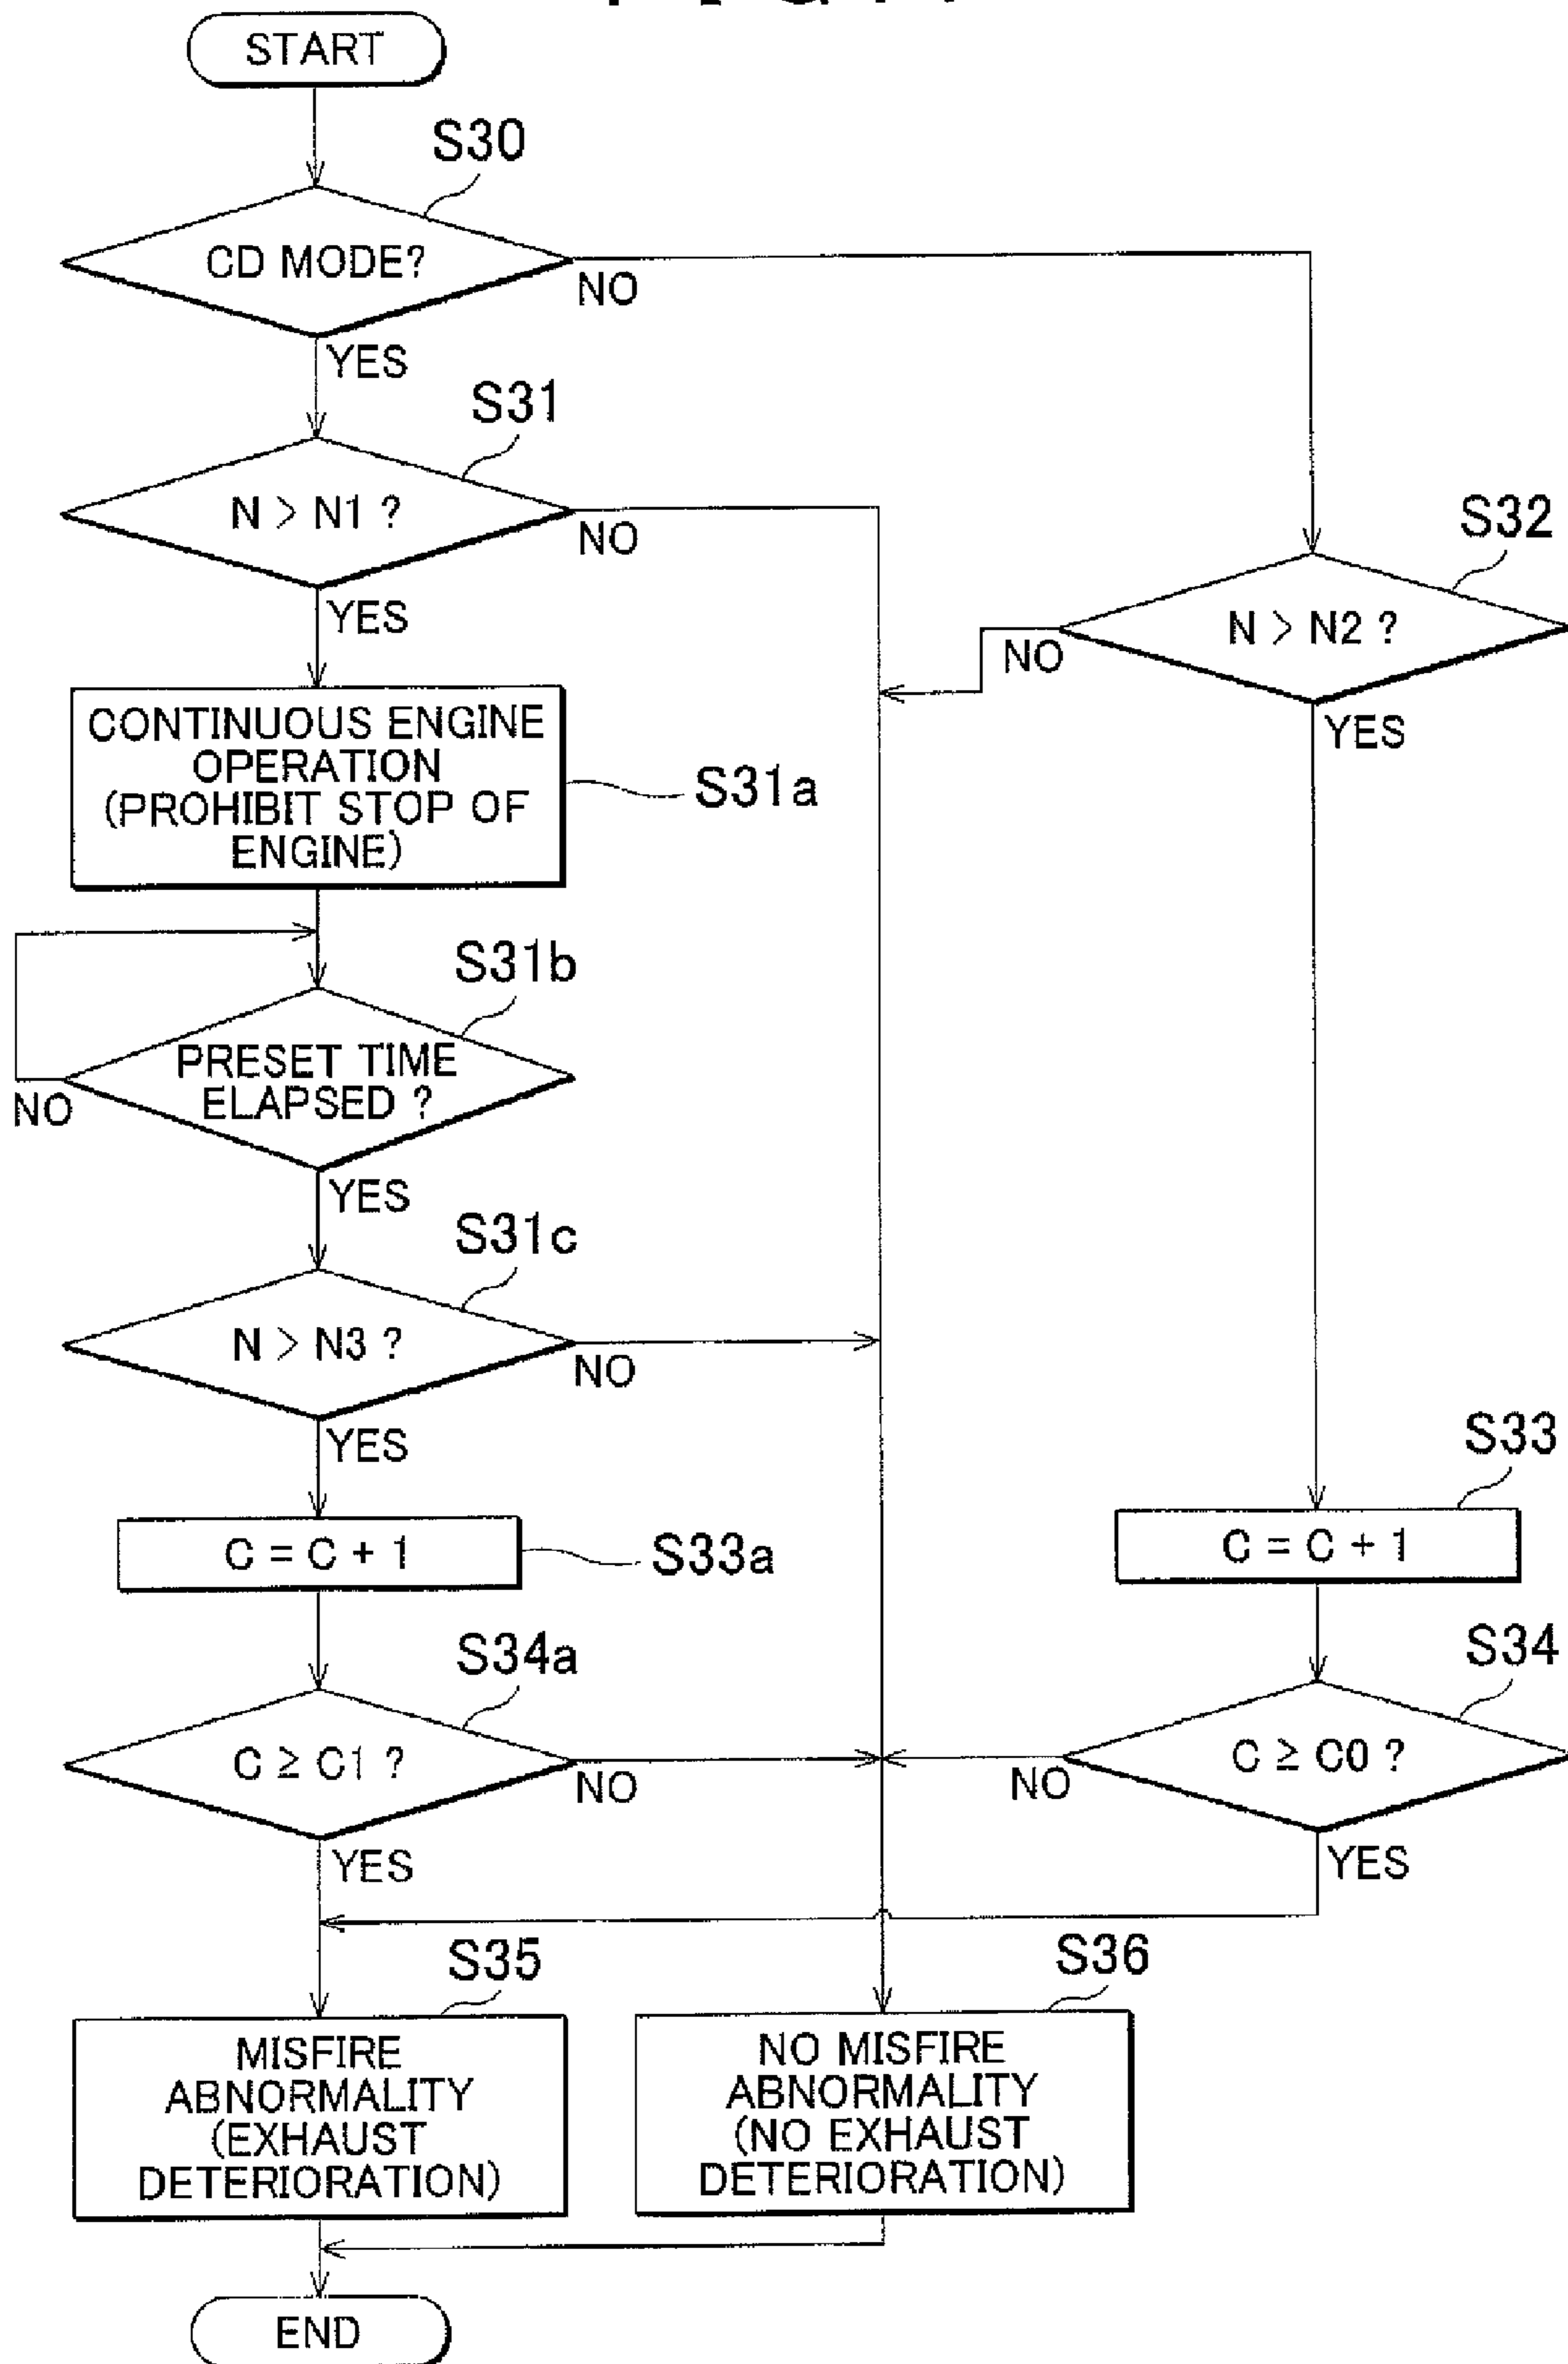 START
S30
CD MODE?
NO
YES
S31
N > N1 ?
NO
YES
S32
N > N2 ?
NO
YES
CONTINUOUS ENGINE
OPERATION
(PROHIBIT STOP OF
ENGINE)
S31a
S31b
PRESET TIME
ELAPSED ?
NO
YES
S31c
N > N3 ?
NO
YES
C = C + 1
S33a
S33
C = C + 1
S34a
C ≥ C1 ?
NO
YES
S34
C ≥ C0 ?
NO
YES
S35
MISFIRE
ABNORMALITY
(EXHAUST
DETERIORATION)
S36
NO MISFIRE
ABNORMALITY
(NO EXHAUST
DETERIORATION)
END